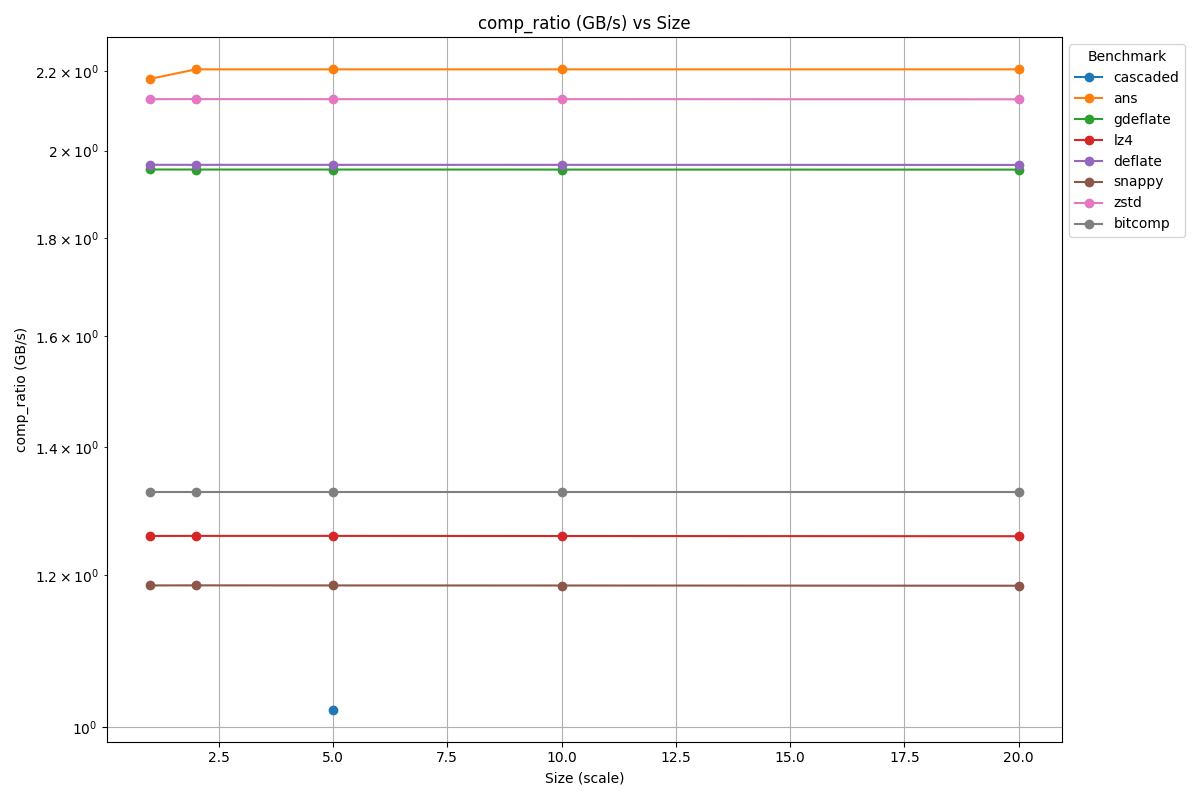 comp_ratio (GB/s) vs Size
comp_ratio (GB/s)
2.2 × 10⁰
2 × 10⁰
1.8 × 10⁰
1.6 × 10⁰
1.4 × 10⁰
1.2 × 10⁰
10⁰
2.5 5.0 7.5 10.0 12.5 15.0 17.5 20.0
Size (scale)
Benchmark
cascaded
ans
gdeflate
lz4
deflate
snappy
zstd
bitcomp